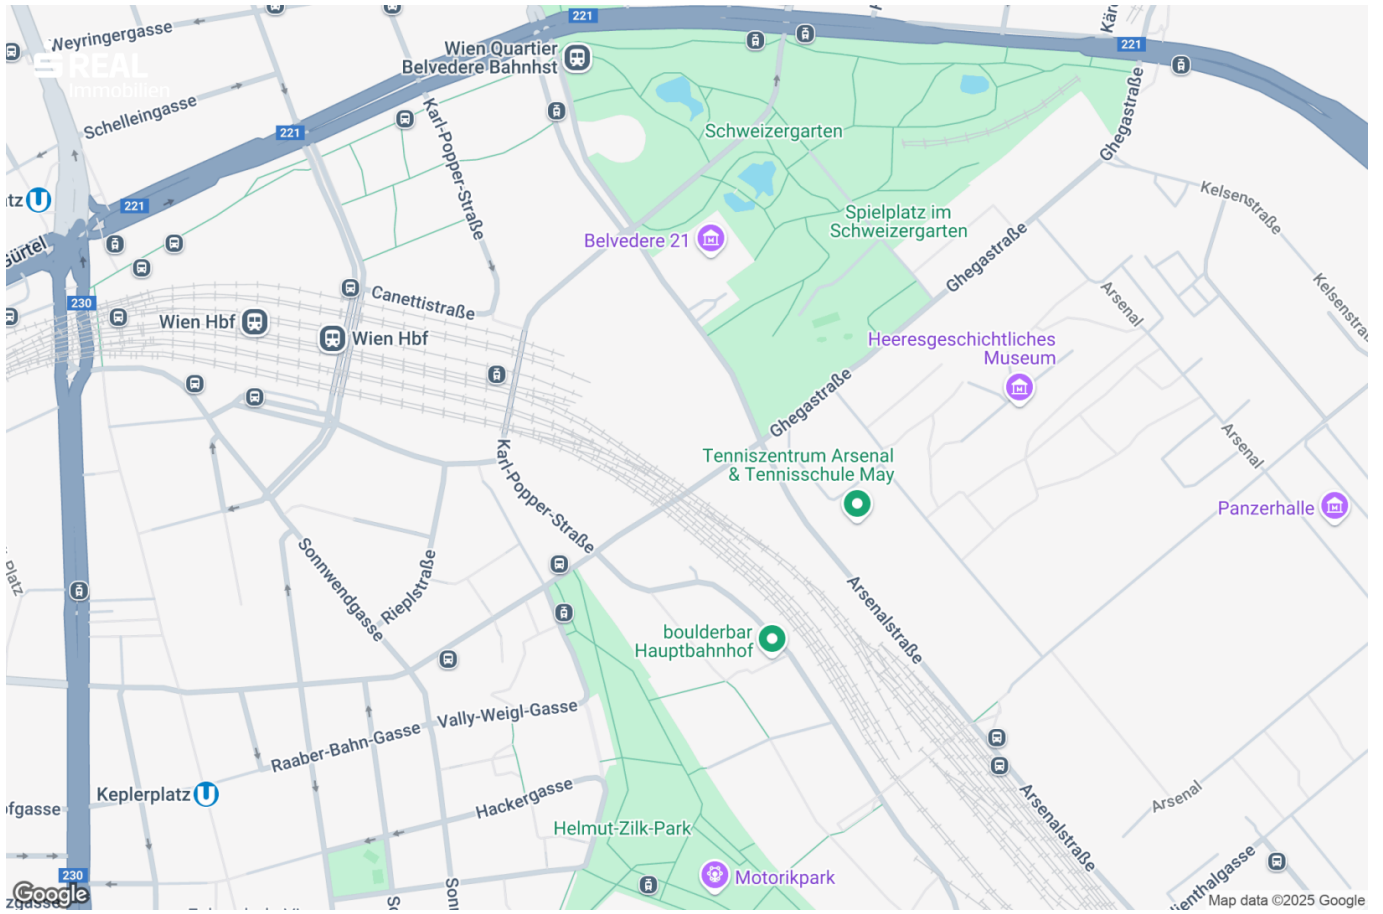 221
Weyringergasse
Wien Quartier
Belvedere Bahnhst
221
SREAL
Immobilien
Schelleingasse
Karl-Popper-Straße
Schweizergarten
Ghegastraße
221
tz
221
Kelsenstraße
Spielplatz im
Schweizergarten
Belvedere 21
Gürtel
Ghegastraße
Canettistraße
230
Arsenal
Wien Hbf
Wien Hbf
Heeresgeschichtliches
Museum
Ghegastraße
Arsenal
Tenniszentrum Arsenal
& Tennisschule May
Karl-Popper-Straße
Panzerhalle
Platz
Sonnwendgasse
Rieplstraße
Arsenalstraße
boulderbar
Hauptbahnhof
Vally-Weigl-Gasse
Raaber-Bahn-Gasse
Keplerplatz
Hackergasse
Arsenal
Arsenalstraße
Helmut-Zilk-Park
230
Motorikpark
Google
Map data ©2025 Google